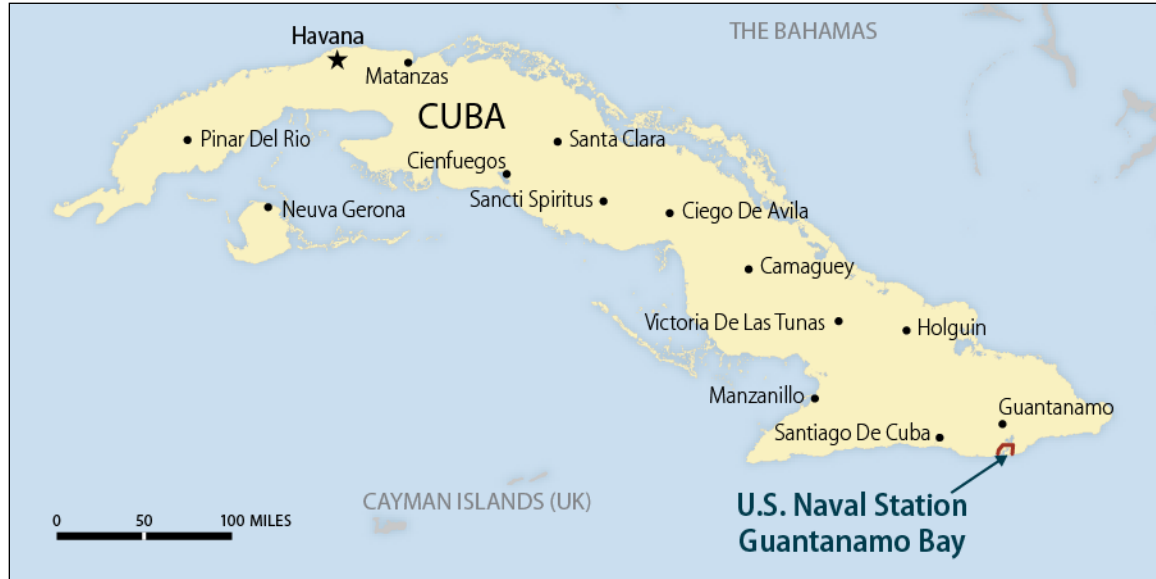 THE BAHAMAS
Havana
Matanzas
CUBA
Pinar Del Rio
Santa Clara
Cienfuegos
Sancti Spiritus
Neuva Gerona
Ciego De Avila
Camaguey
Victoria De Las Tunas
Holguin
Manzanillo
Guantanamo
Santiago De Cuba
CAYMAN ISLANDS (UK)
U.S. Naval Station
Guantanamo Bay
0 50 100 MILES